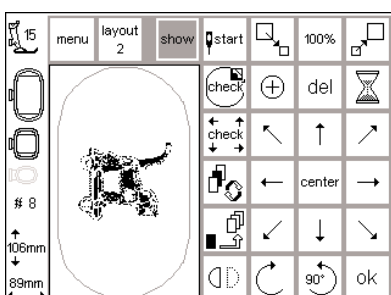 15
menu
layout
2
show
start
100%
check
del
check
center
# 8
106mm
89mm
90°
ok